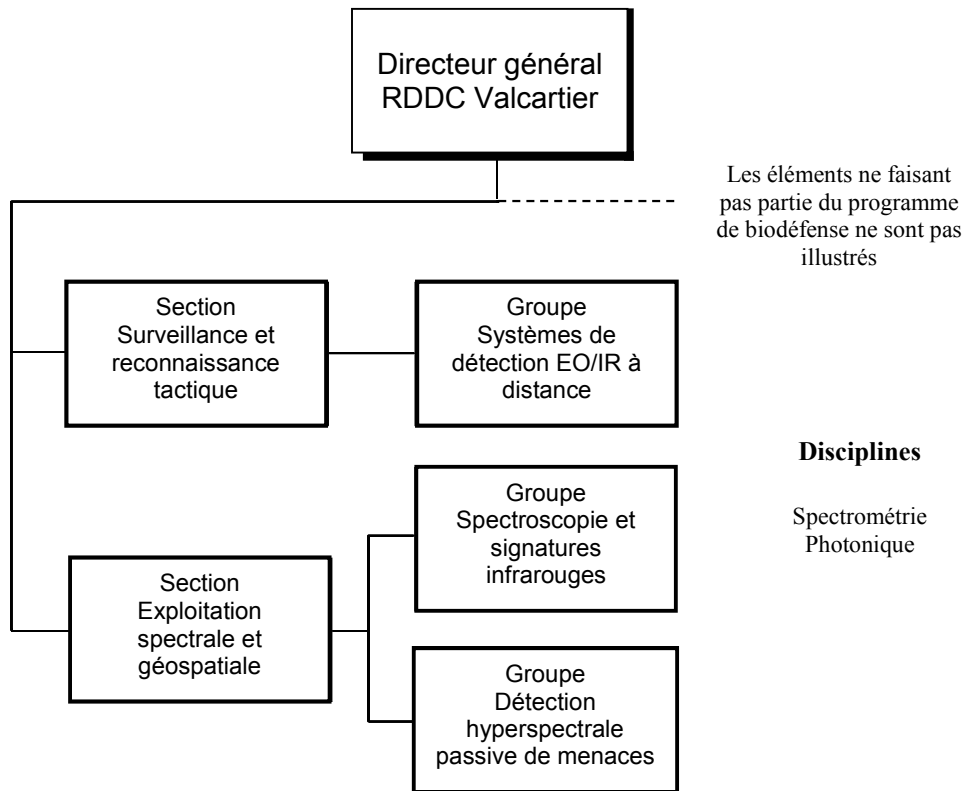 Directeur général
RDDC Valcartier
Les éléments ne faisant
pas partie du programme
de biodéfense ne sont pas
illustrés
Section
Surveillance et
reconnaissance
tactique
Groupe
Systèmes de
détection EO/IR à
distance
Disciplines
Spectrométrie
Photonique
Groupe
Spectroscopie et
signatures
infrarouges
Section
Exploitation
spectrale et
géospatiale
Groupe
Détection
hyperspectrale
passive de menaces